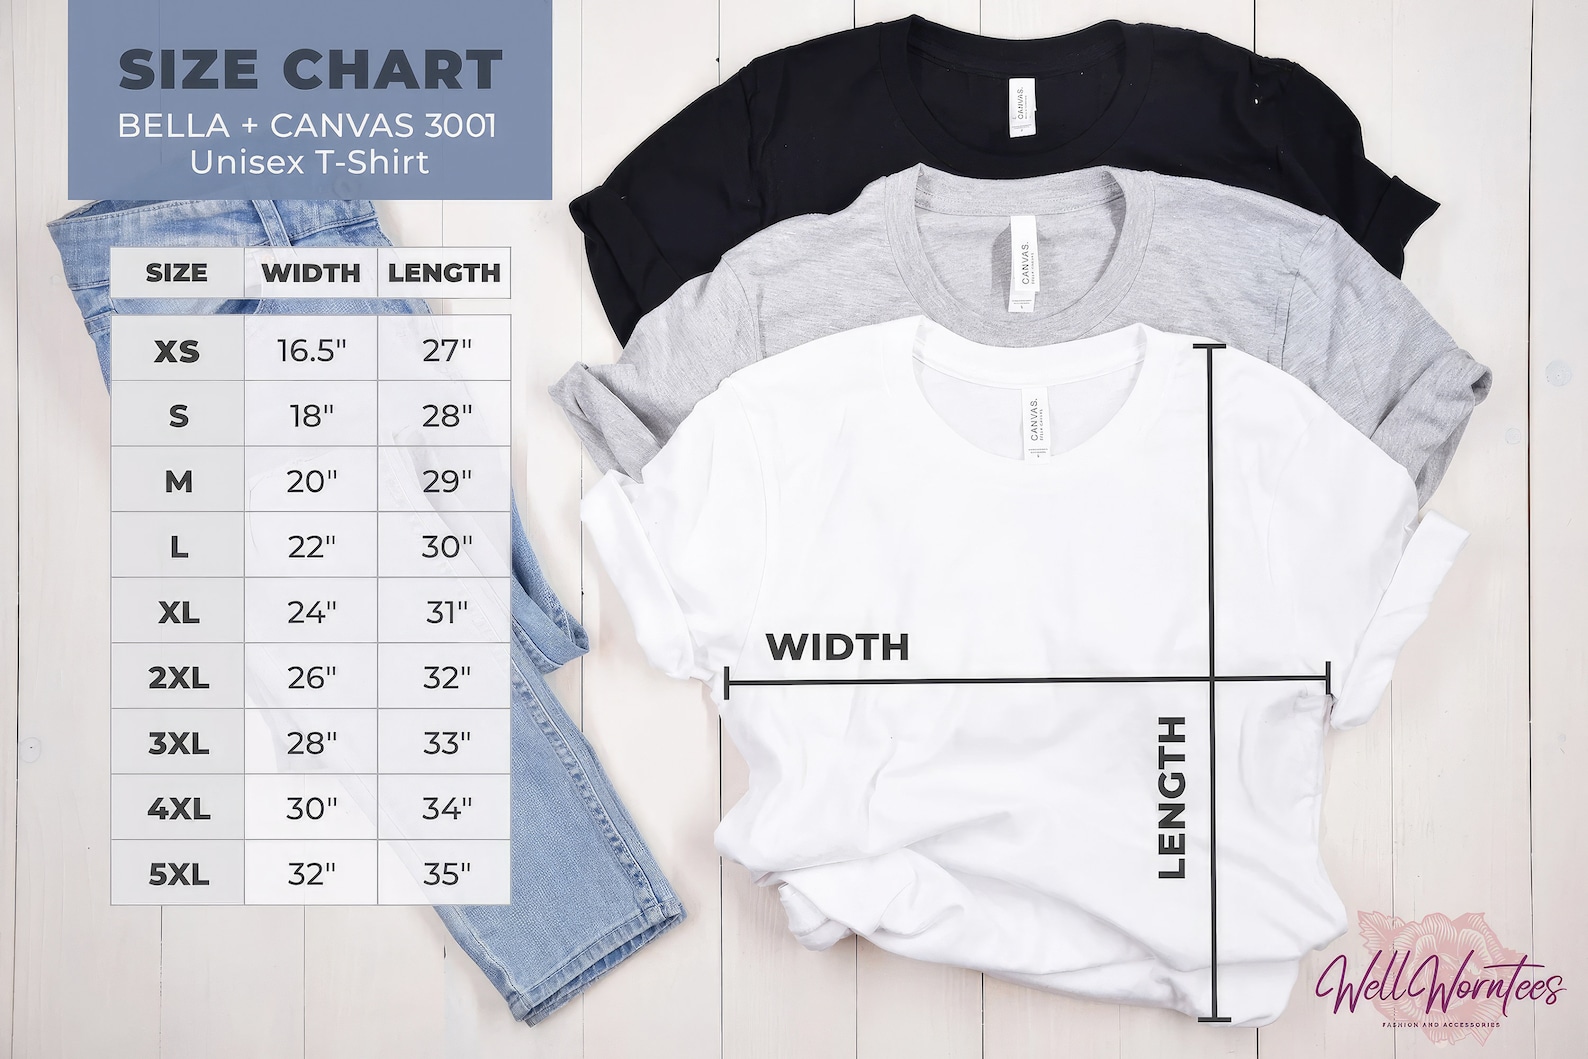 SIZE CHART
BELLA + CANVAS 3001
Unisex T-Shirt
SIZE WIDTH LENGTH
XS 16.5" 27"
S 18" 28"
M 20" 29"
L 22" 30"
XL 24" 31"
2XL 26" 32"
3XL 28" 33"
4XL 30" 34"
5XL 32" 35"
CANVAS.
CANVAS.
CANVAS.
WIDTH
LENGTH
WellWorntees
FASHION AND ACCESSORIES